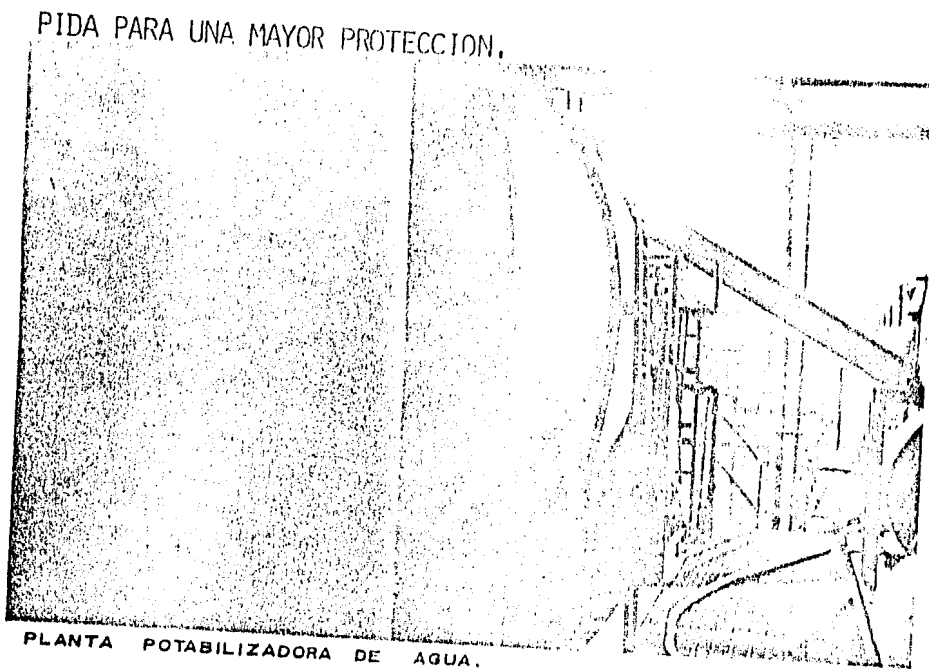 PIDA PARA UNA MAYOR PROTECCION.
PLANTA POTABILIZADORA DE AGUA.